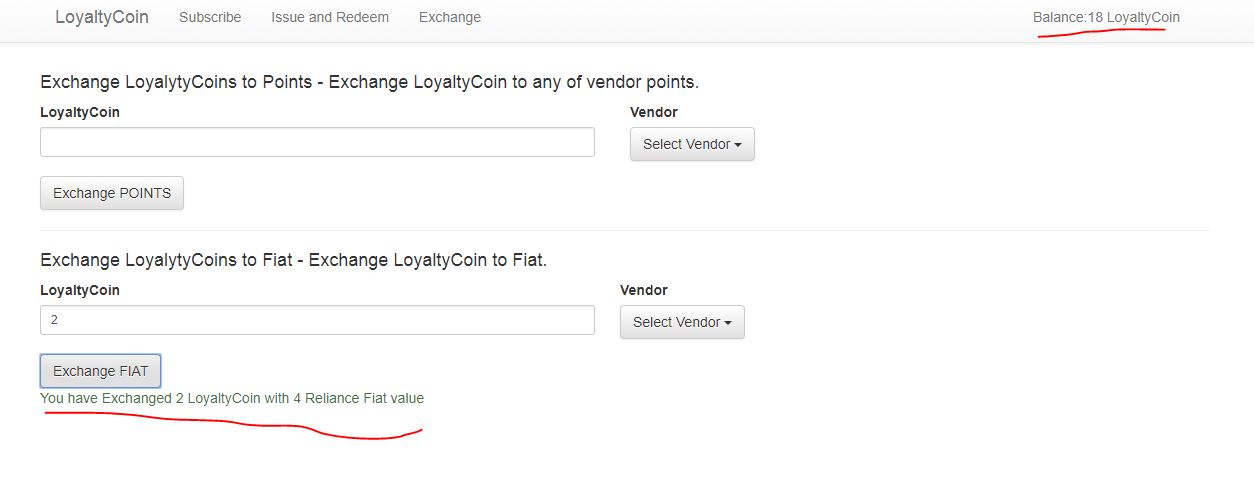 LoyaltyCoin Subscribe Issue and Redeem Exchange Balance:18 LoyaltyCoin
Exchange LoyalytyCoins to Points - Exchange LoyaltyCoin to any of vendor points.
LoyaltyCoin Vendor
Select Vendor
Exchange POINTS
Exchange LoyalytyCoins to Fiat - Exchange LoyaltyCoin to Fiat.
LoyaltyCoin Vendor
2 Select Vendor
Exchange FIAT
You have Exchanged 2 LoyaltyCoin with 4 Reliance Fiat value